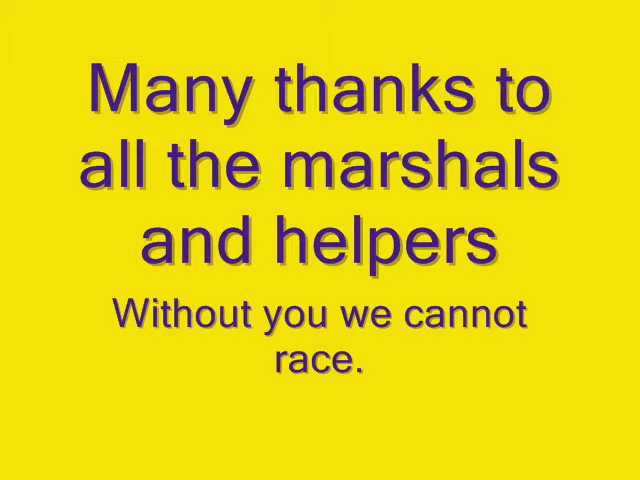 Many thanks to
all the marshals
and helpers
Without you we cannot
race.